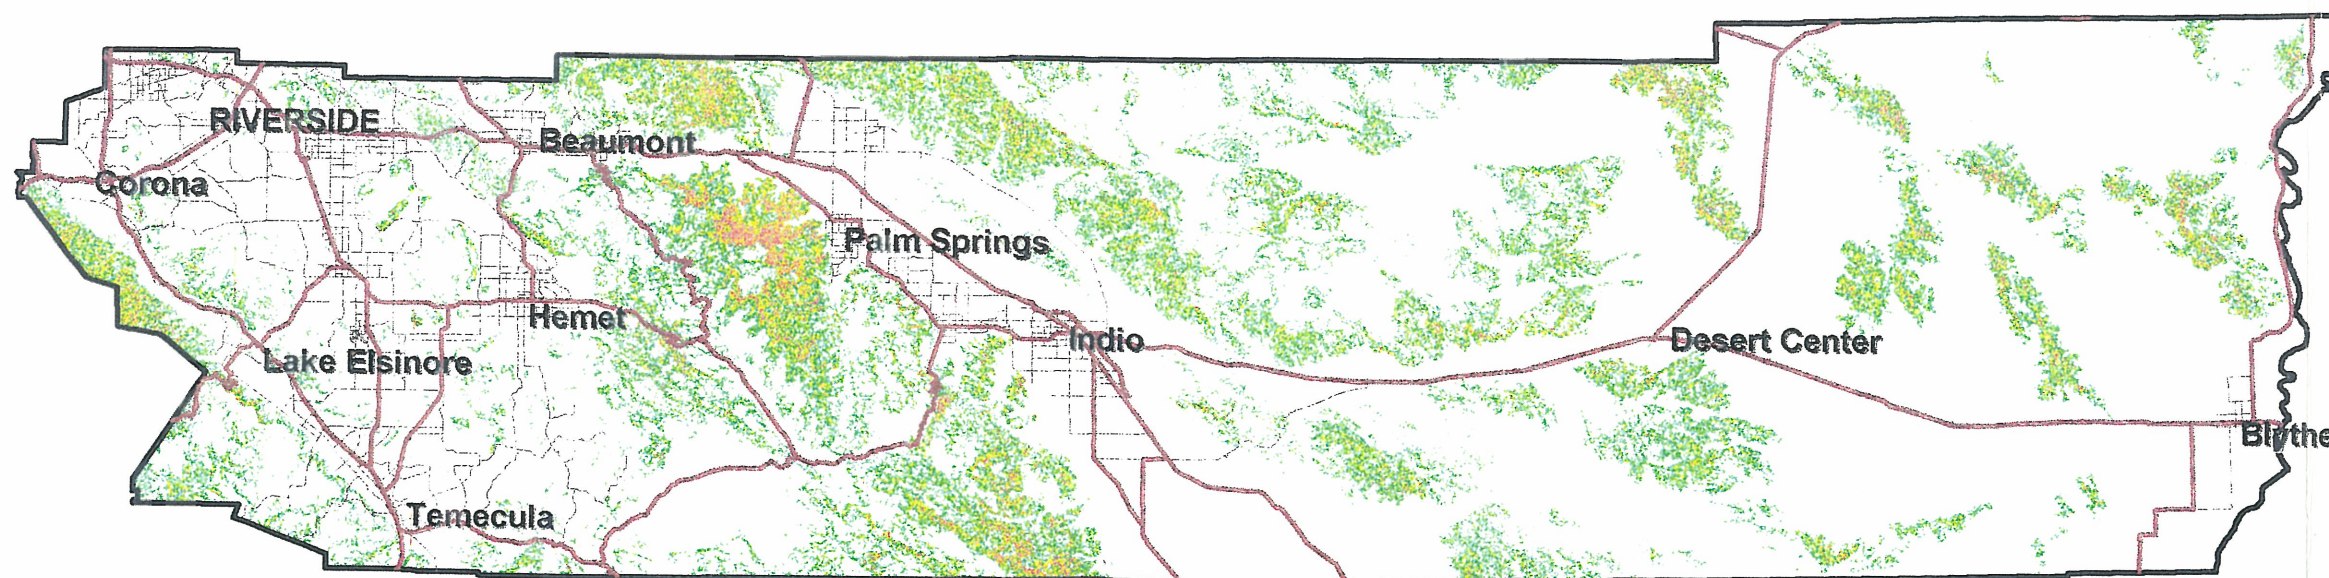 RIVERSIDE
Beaumont
Corona
Palm Springs
Hemet
Indio
Desert Center
Lake Elsinore
Blythe
Temecula